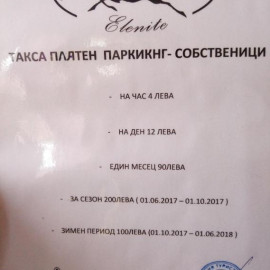 Elenite
ТАКСА ПЛАТЕН ПАРКИКНГ- СОБСТВЕНИЦИ
- НА ЧАС 4 ЛЕВА
- НА ДЕН 12 ЛЕВА
- ЕДИН МЕСЕЦ 90ЛЕВА
- ЗА СЕЗОН 200ЛЕВА ( 01.06.2017 – 01.10.2017 )
- ЗИМЕН ПЕРИОД 100ЛЕВА (01.10.2017 – 01.06.2018 )